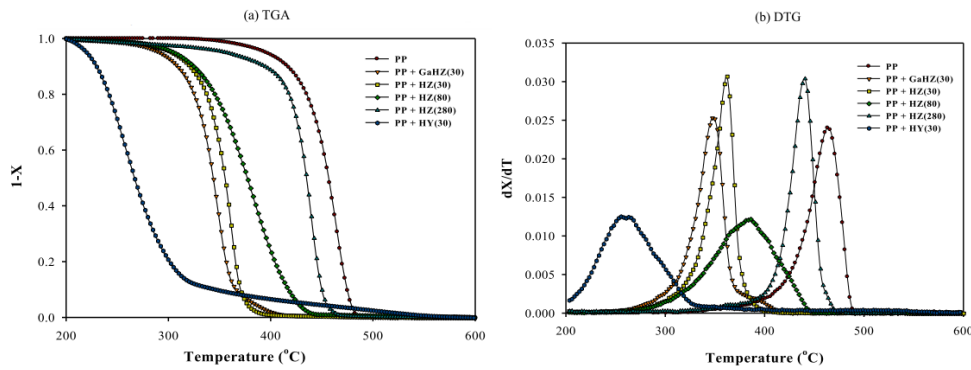 (a) TGA
1-X
1.0
0.8
0.6
0.4
0.2
0.0
200
300
400
500
600
Temperature (°C)
PP
PP + GaHZ(30)
PP + HZ(30)
PP + HZ(80)
PP + HZ(280)
PP + HY(30)
(b) DTG
dX/dT
0.035
0.030
0.025
0.020
0.015
0.010
0.005
0.000
200
300
400
500
600
Temperature (°C)
PP
PP + GaHZ(30)
PP + HZ(30)
PP + HZ(80)
PP + HZ(280)
PP + HY(30)